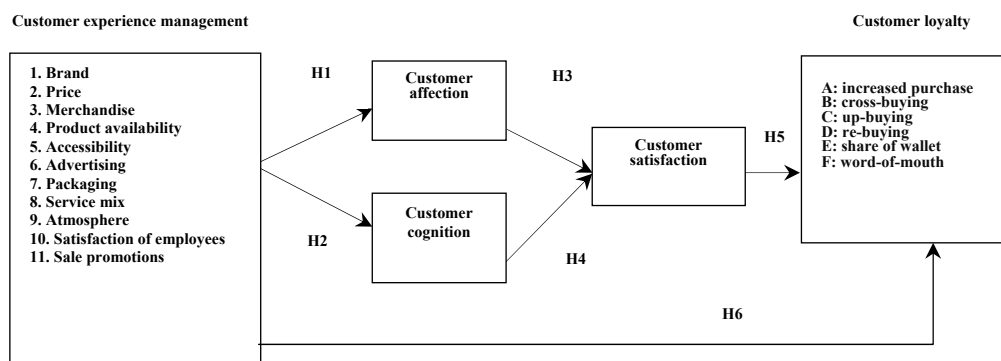 Customer experience management
Customer loyalty
1. Brand
2. Price
3. Merchandise
4. Product availability
5. Accessibility
6. Advertising
7. Packaging
8. Service mix
9. Atmosphere
10. Satisfaction of employees
11. Sale promotions
H1
H2
Customer
affection
Customer
cognition
H3
H4
Customer
satisfaction
H5
A: increased purchase
B: cross-buying
C: up-buying
D: re-buying
E: share of wallet
F: word-of-mouth
H6